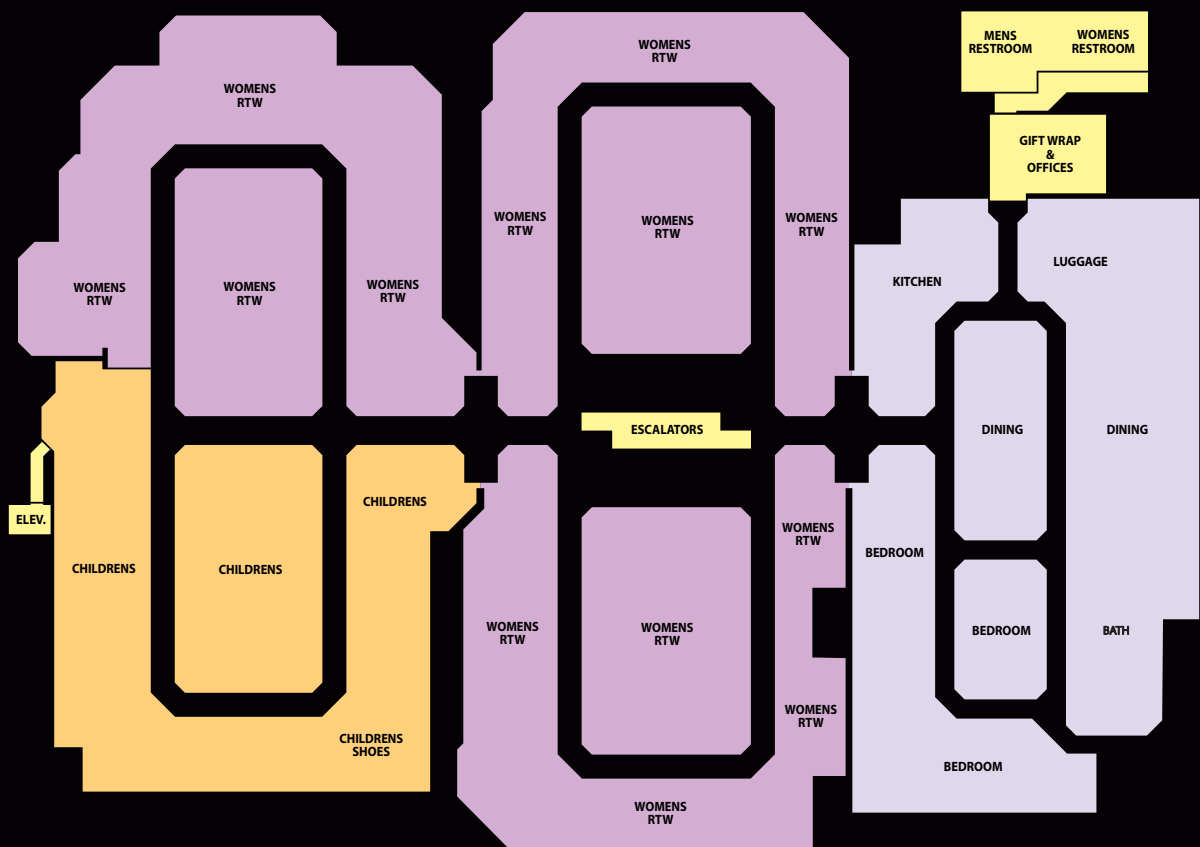 WOMENS
RTW
WOMENS
RTW
MENS
RESTROOM
WOMENS
RESTROOM
GIFT WRAP
&
OFFICES
WOMENS
RTW
WOMENS
RTW
WOMENS
RTW
WOMENS
RTW
WOMENS
RTW
WOMENS
RTW
KITCHEN
LUGGAGE
ESCALATORS
DINING
DINING
ELEV.
CHILDRENS
WOMENS
RTW
BEDROOM
CHILDRENS
CHILDRENS
WOMENS
RTW
WOMENS
RTW
BEDROOM
BATH
CHILDRENS
SHOES
WOMENS
RTW
BEDROOM
WOMENS
RTW